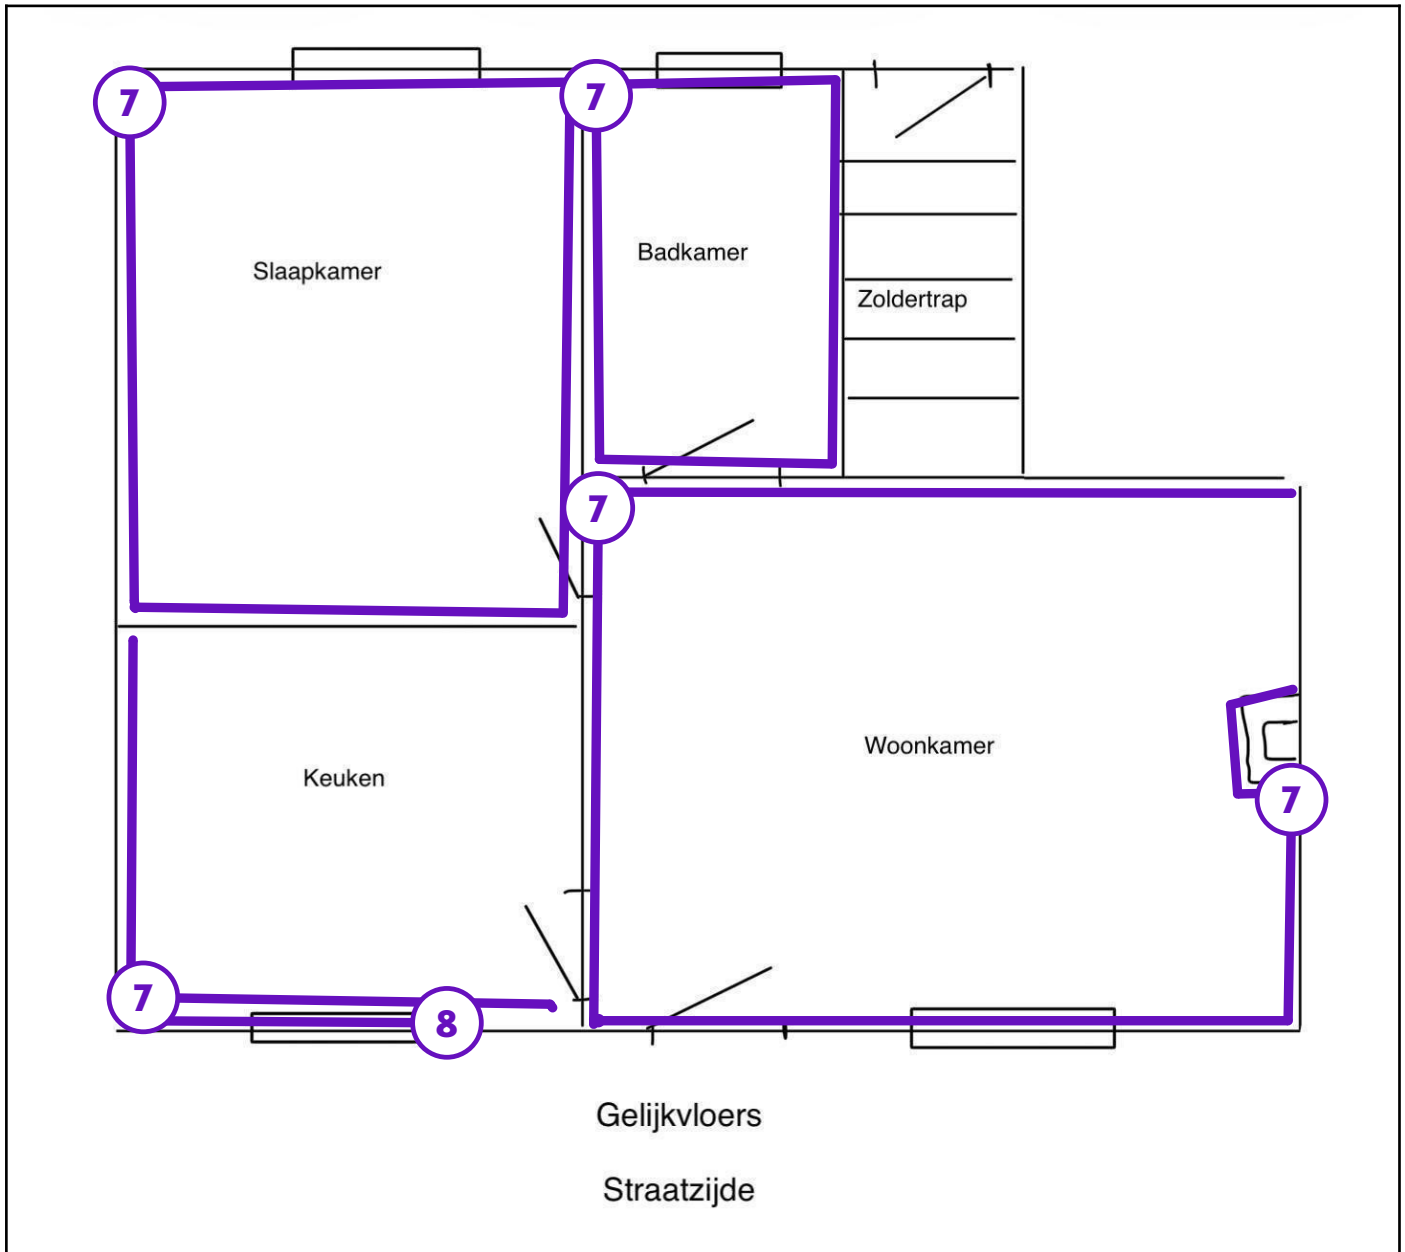 7
7
Slaapkamer
Badkamer
Zoldertrap
7
Keuken
Woonkamer
7
7
8
Gelijkvloers
Straatzijde